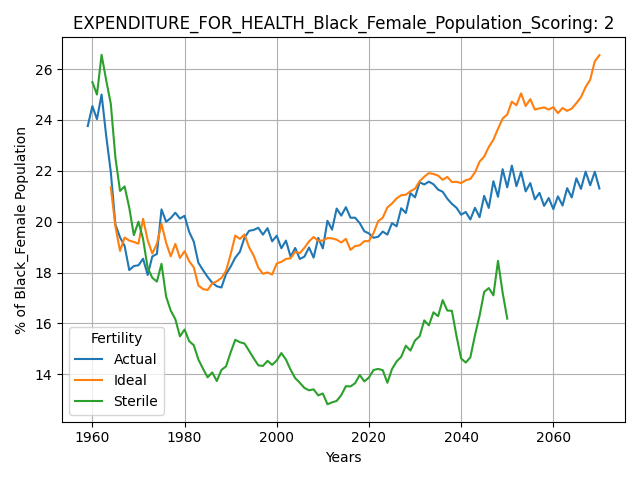 EXPENDITURE_FOR_HEALTH_Black_Female_Population_Scoring: 2
% of Black_Female Population
26
24
22
20
18
16
14
Fertility
Actual
Ideal
Sterile
1960 1980 2000 2020 2040 2060
Years